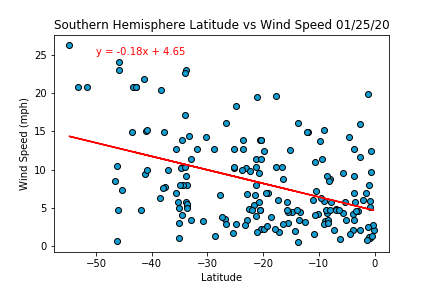 Southern Hemisphere Latitude vs Wind Speed 01/25/20
y = -0.18x + 4.65
25
20
15
10
5
0
Wind Speed (mph)
−50 −40 −30 −20 −10 0
Latitude